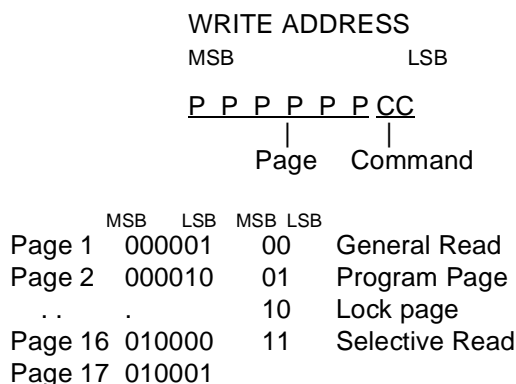 WRITE ADDRESS
MSB LSB
P P P P P P CC
Page Command
MSB LSB MSB LSB
Page 1 000001 00 General Read
Page 2 000010 01 Program Page
. . . 10 Lock page
Page 16 010000 11 Selective Read
Page 17 010001